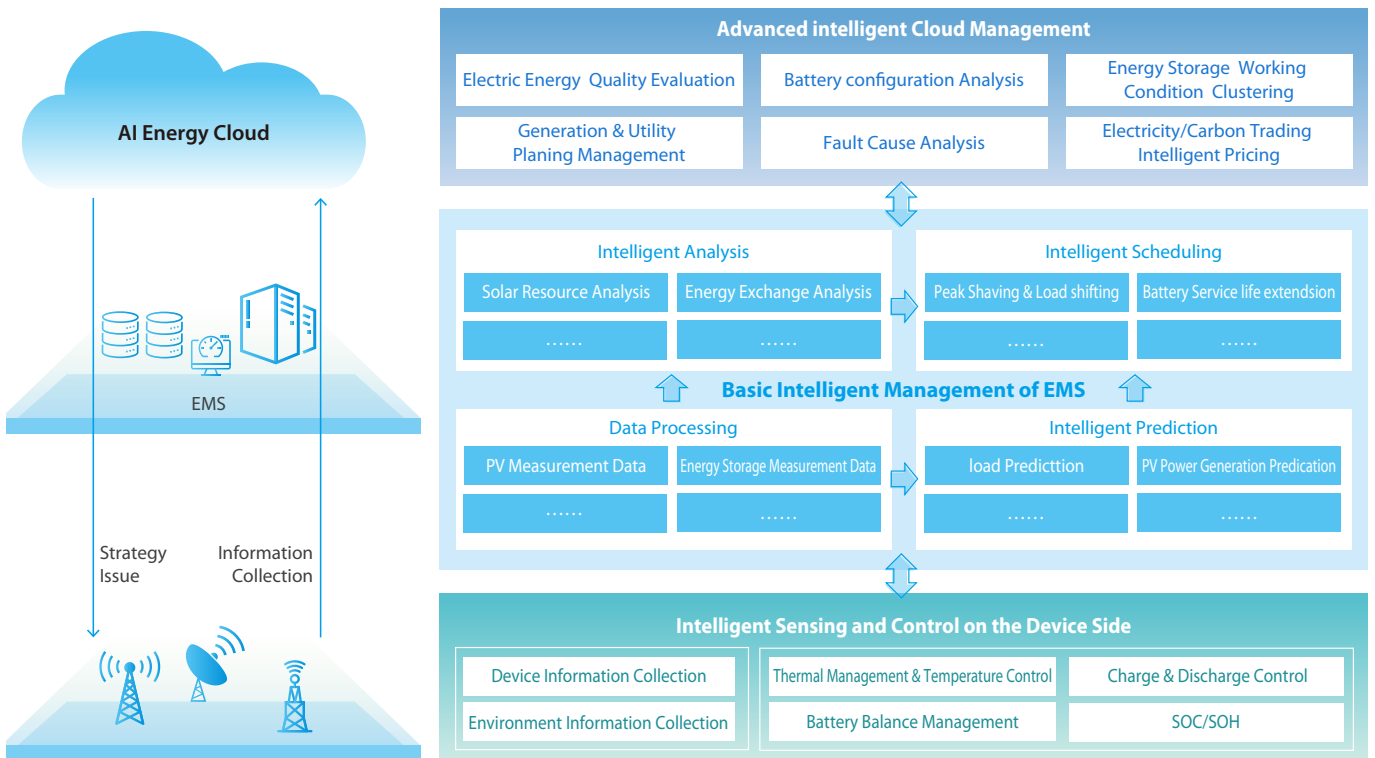 AI Energy Cloud
EMS
Strategy
Issue
Information
Collection
Advanced intelligent Cloud Management
Electric Energy Quality Evaluation
Battery configuration Analysis
Energy Storage Working
Condition Clustering
Generation & Utility
Planing Management
Fault Cause Analysis
Electricity/Carbon Trading
Intelligent Pricing
Intelligent Analysis
Solar Resource Analysis
Energy Exchange Analysis
......
......
Intelligent Scheduling
Peak Shaving & Load shifting
Battery Service life extendsion
......
......
Basic Intelligent Management of EMS
Data Processing
PV Measurement Data
Energy Storage Measurement Data
......
......
Intelligent Prediction
load Predicttion
PV Power Generation Predication
......
......
Intelligent Sensing and Control on the Device Side
Device Information Collection
Environment Information Collection
Thermal Management & Temperature Control
Charge & Discharge Control
Battery Balance Management
SOC/SOH